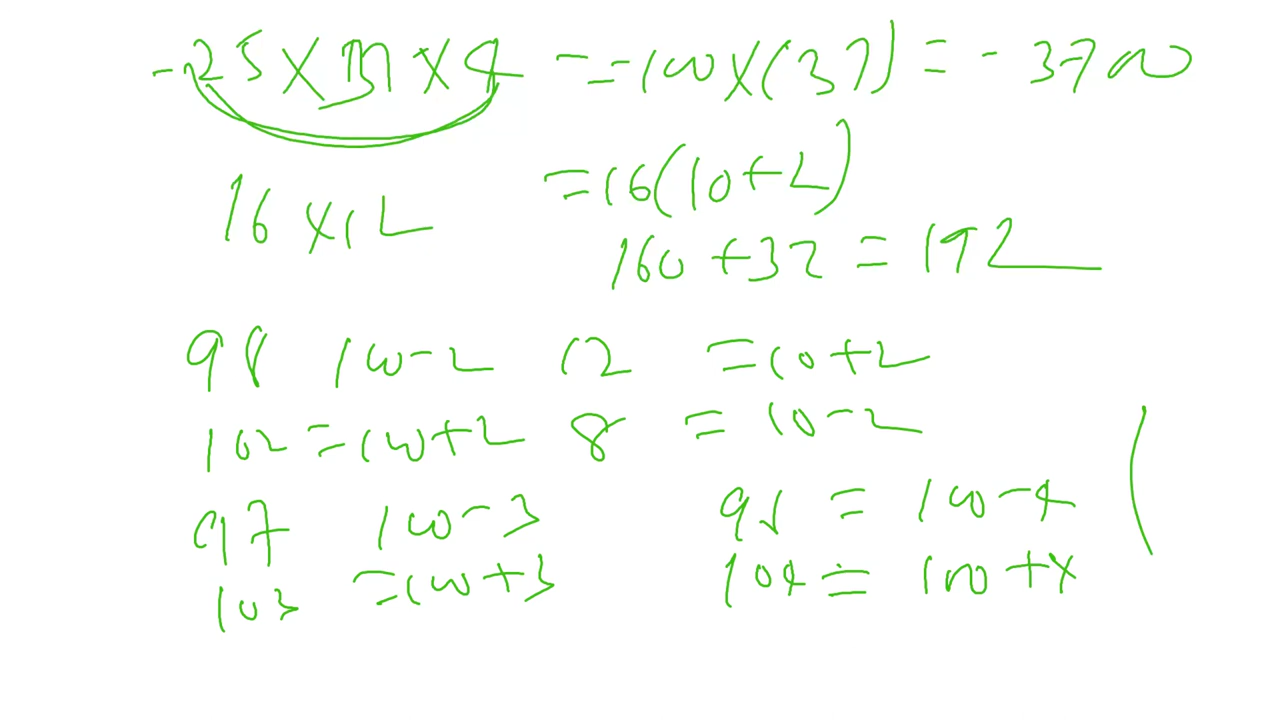 -25 × 37 × 4 = -100 × (37) = -3700
16 × 12 = 16(10+2)
160 + 32 = 192
98 100-2 12 = 10+2
102 = 100+2 8 = 10-2
97 100-3 98 = 100-4
103 = 100+3 104 = 100+4
(